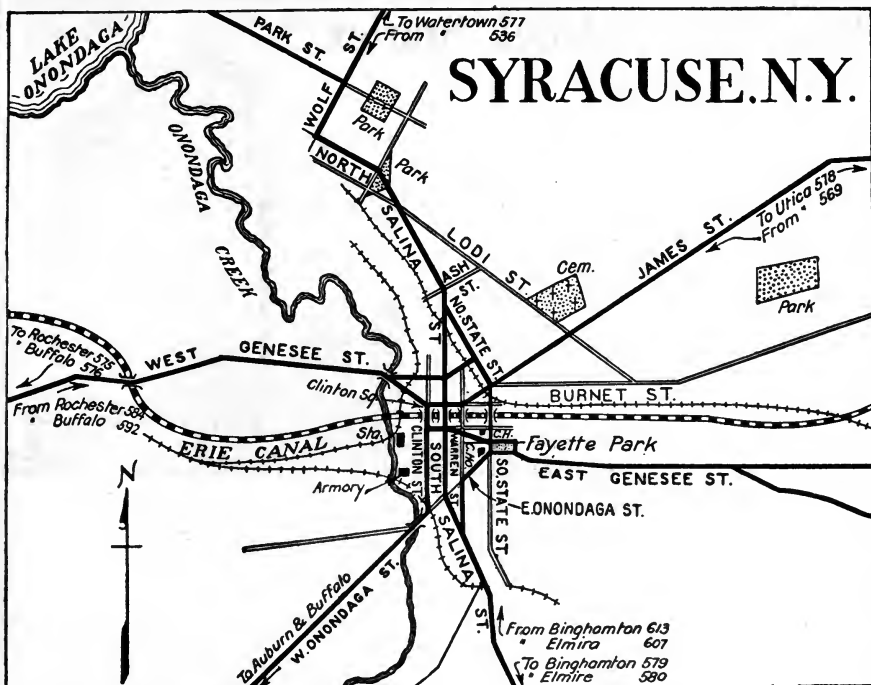 SYRACUSE.N.Y.
To Watertown 577
From " 536
PARK ST.
WOLF ST.
LAKE
ONONDAGA
ONONDAGA
CREEK
Park
NORTH
SALINA
ST
Park
LODI ST
ASH
ST.
NO.STATE ST.
Cem.
JAMES ST.
To Utica 578
From " 569
Park
To Rochester 575
" Buffalo 576
WEST GENESEE ST.
From Rochester 584
" Buffalo 592
Clinton Sq
BURNET ST.
ERIE CANAL
Sta.
Armory
CLINTON ST
SOUTH
SALINA
ST.
WARREN ST
C.H.
Fayette Park
EAST GENESEE ST.
E.ONONDAGA ST.
SO.STATE ST.
To Auburn & Buffalo
W.ONONDAGA ST.
From Binghamton 613
" Elmira 607
To Binghamton 579
" Elmire 580
N